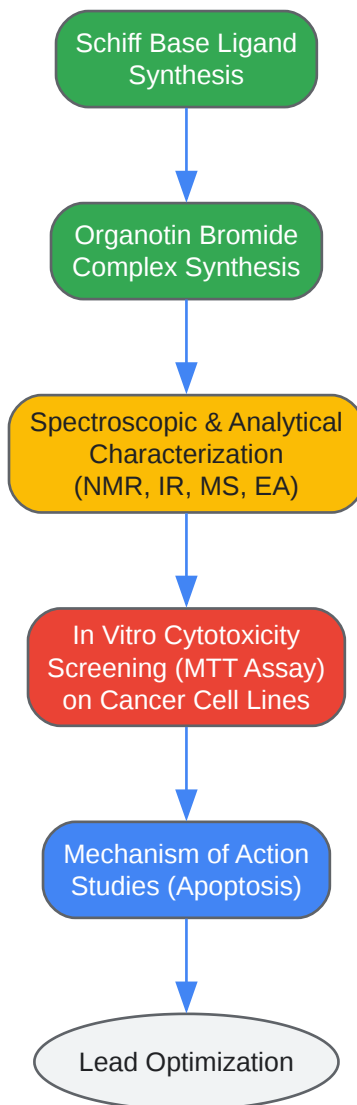 Schiff Base Ligand
Synthesis
Organotin Bromide
Complex Synthesis
Spectroscopic & Analytical
Characterization
(NMR, IR, MS, EA)
In Vitro Cytotoxicity
Screening (MTT Assay)
on Cancer Cell Lines
Mechanism of Action
Studies (Apoptosis)
Lead Optimization